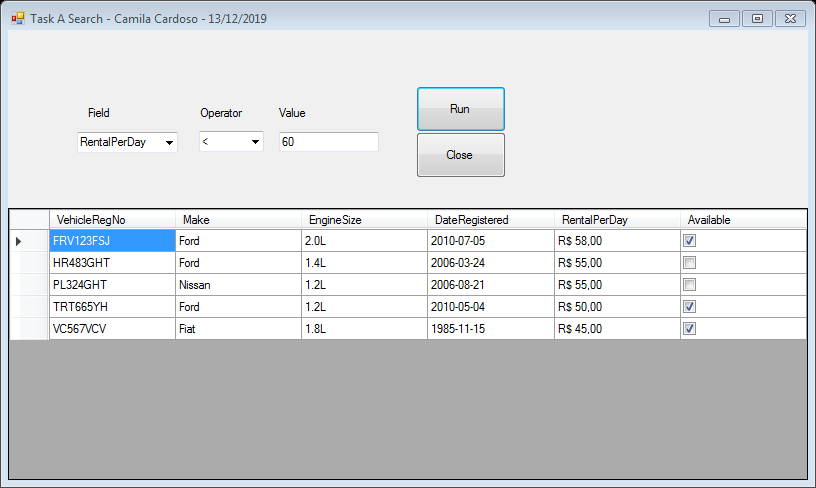 Task A Search - Camila Cardoso - 13/12/2019
Field Operator Value
RentalPerDay < 60
Run
Close
VehicleRegNo Make EngineSize DateRegistered RentalPerDay Available
FRV123FSJ Ford 2.0L 2010-07-05 R$ 58,00
HR483GHT Ford 1.4L 2006-03-24 R$ 55,00
PL324GHT Nissan 1.2L 2006-08-21 R$ 55,00
TRT665YH Ford 1.2L 2010-05-04 R$ 50,00
VC567VCV Fiat 1.8L 1985-11-15 R$ 45,00